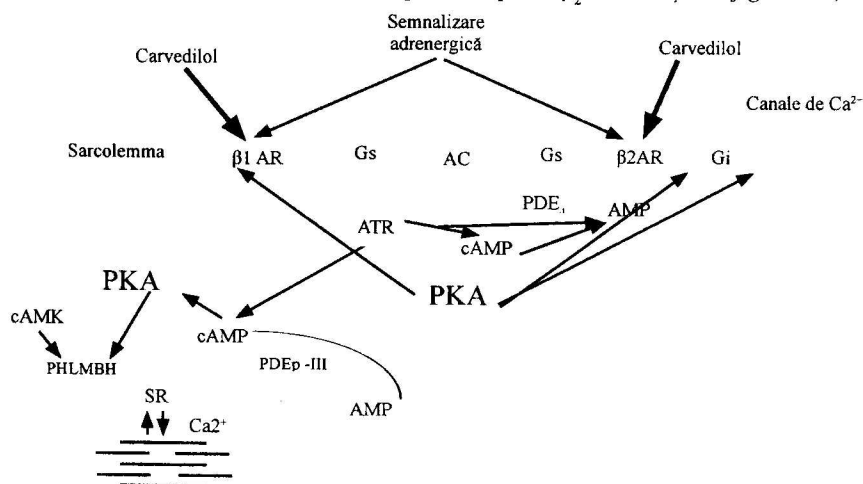 Semnalizare
adrenergică
Carvedilol
Carvedilol
Canale de Ca²⁻
Sarcolemma
β1 AR
Gs
AC
Gs
β2AR
Gi
ATR
PDE
AMP
cAMP
PKA
PKA
cAMK
cAMP
PHLMBH
PDEp -III
AMP
SR
Ca2⁺